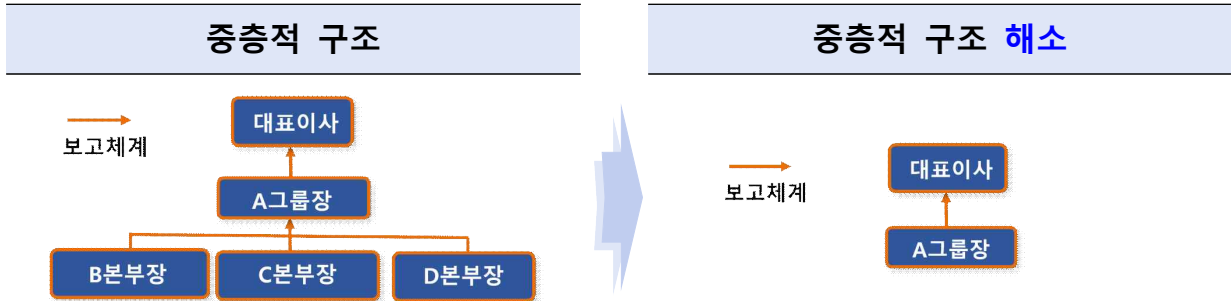 중층적 구조
중층적 구조 해소
보고체계
대표이사
A그룹장
B본부장
C본부장
D본부장
보고체계
대표이사
A그룹장